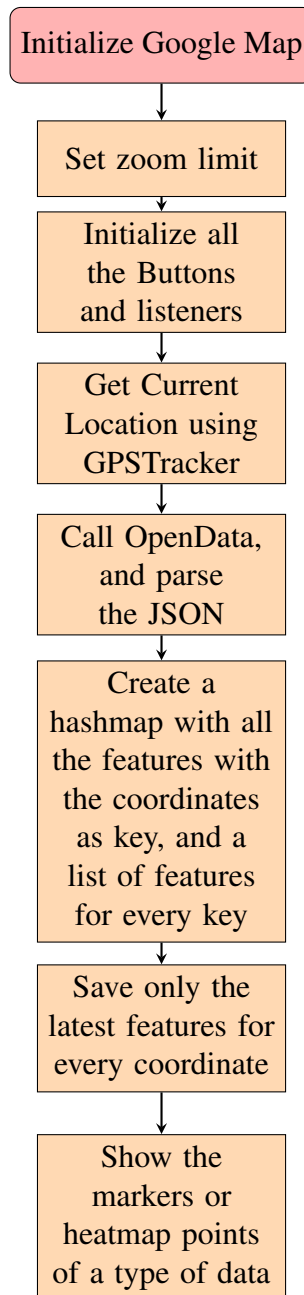 Initialize Google Map
Set zoom limit
Initialize all
the Buttons
and listeners
Get Current
Location using
GPSTracker
Call OpenData,
and parse
the JSON
Create a
hashmap with all
the features with
the coordinates
as key, and a
list of features
for every key
Save only the
latest features for
every coordinate
Show the
markers or
heatmap points
of a type of data